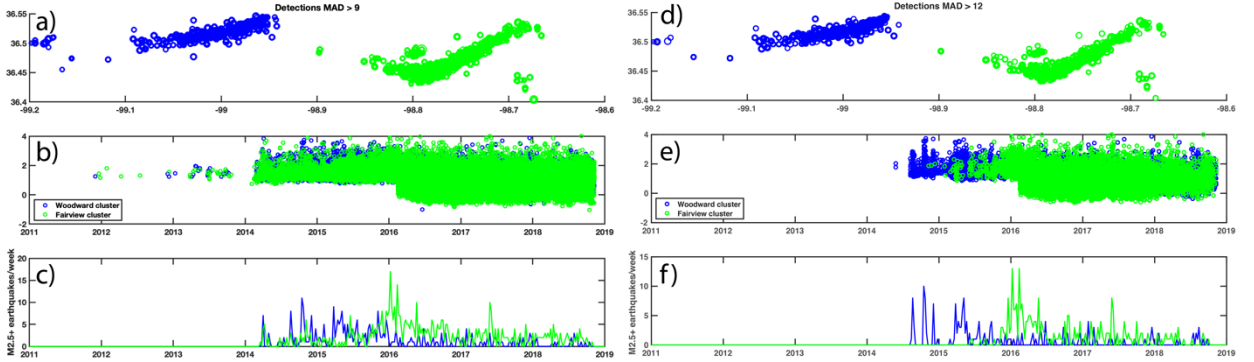 Detections MAD > 9
a)
36.5
36.45
36.4
-99.2 -99.1 -99 -98.9 -98.8 -98.7 -98.6
b)
4
2
0
-2
Woodward cluster
Fairview cluster
2011 2012 2013 2014 2015 2016 2017 2018 2019
c)
M2.5+ earthquakes/week
20
15
10
5
0
2011 2012 2013 2014 2015 2016 2017 2018 2019
Detections MAD > 12
d)
36.5
36.45
36.4
-99.2 -99.1 -99 -98.9 -98.8 -98.7 -98.6
e)
4
2
0
-2
Woodward cluster
Fairview cluster
2011 2012 2013 2014 2015 2016 2017 2018 2019
f)
M2.5+ earthquakes/week
15
10
5
0
2011 2012 2013 2014 2015 2016 2017 2018 2019